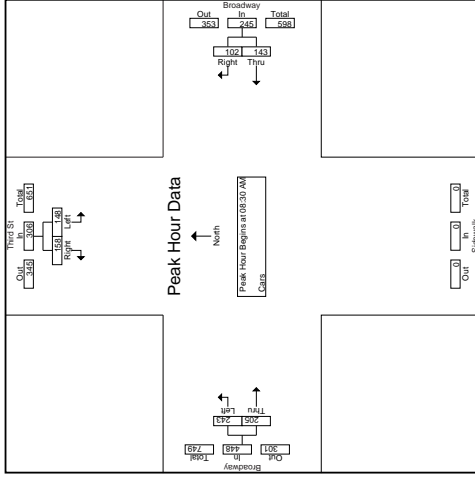 Broadway
Out In Total
353 245 598
102 143
Right Thru
Third St
Out In Total
345 306 651
158 148
Right Left
Peak Hour Data
North
Peak Hour Begins at 08:30 AM
Cars
Out In Total
0 0 0
Sidewalk
Left Thru
243 205
Out In Total
301 448 749
Broadway